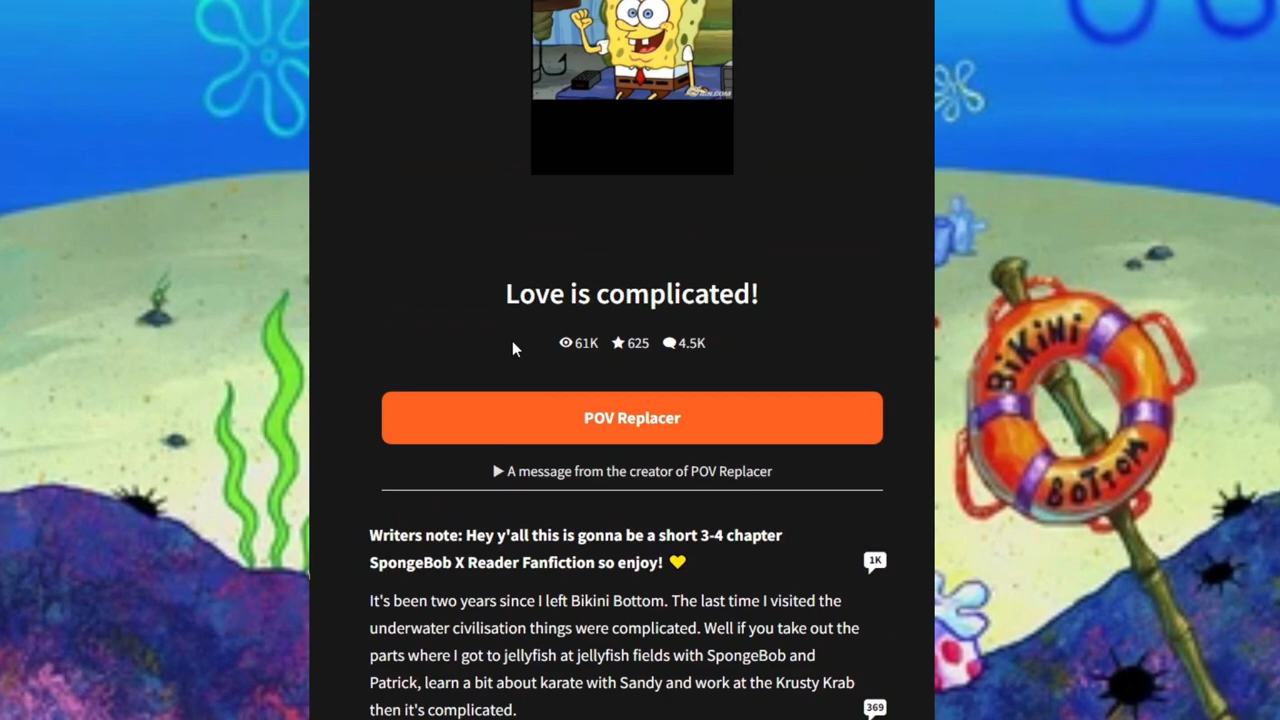 Love is complicated!
61K 625 4.5K
POV Replacer
▶ A message from the creator of POV Replacer
Writers note: Hey y'all this is gonna be a short 3-4 chapter
SpongeBob X Reader Fanfiction so enjoy! 💛
1K
It's been two years since I left Bikini Bottom. The last time I visited the
underwater civilisation things were complicated. Well if you take out the
parts where I got to jellyfish at jellyfish fields with SpongeBob and
Patrick, learn a bit about karate with Sandy and work at the Krusty Krab
then it's complicated.
369
BIKINI
BOTTOM